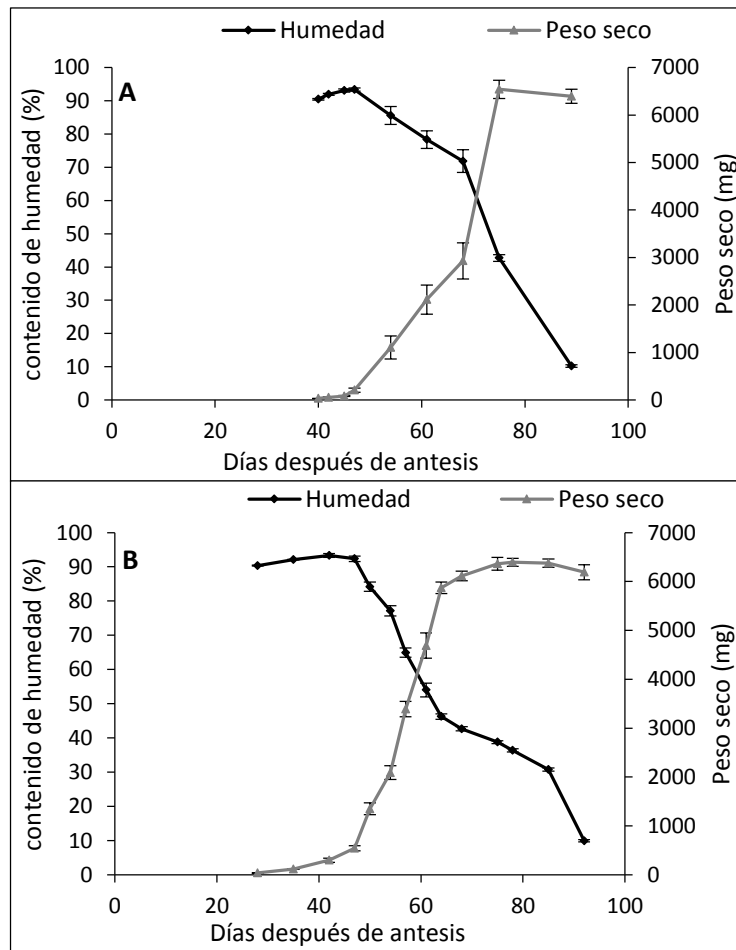 Humedad Peso seco
A
100 7000
90
80 6000
70 5000
60
50 4000
40 3000
30
20 2000
10 1000
0 0
0 20 40 60 80 100
contenido de humedad (%)
Peso seco (mg)
Días después de antesis
Humedad Peso seco
B
100 7000
90
80 6000
70 5000
60
50 4000
40 3000
30
20 2000
10 1000
0 0
0 20 40 60 80 100
contenido de humedad (%)
Peso seco (mg)
Días después de antesis